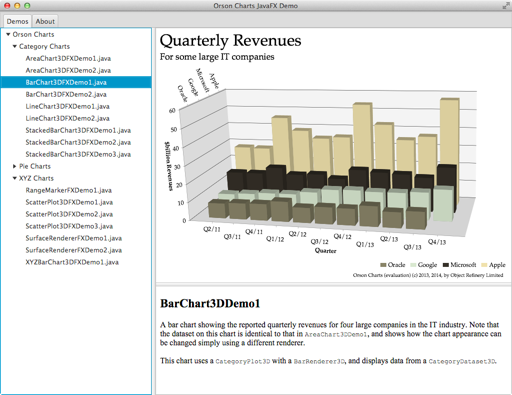 Orson Charts JavaFX Demo
Demos
About
Orson Charts
Category Charts
AreaChart3DFXDemo1.java
AreaChart3DFXDemo2.java
BarChart3DFXDemo1.java
BarChart3DFXDemo2.java
LineChart3DFXDemo1.java
LineChart3DFXDemo2.java
StackedBarChart3DFXDemo1.java
StackedBarChart3DFXDemo2.java
StackedBarChart3DFXDemo3.java
Pie Charts
XYZ Charts
RangeMarkerFXDemo1.java
ScatterPlot3DFXDemo1.java
ScatterPlot3DFXDemo2.java
ScatterPlot3DFXDemo3.java
SurfaceRendererFXDemo1.java
SurfaceRendererFXDemo2.java
XYZBarChart3DFXDemo1.java
Quarterly Revenues
For some large IT companies
Oracle
Google
Microsoft
Apple
60
50
40
30
20
10
0
$billion Revenues
Q2/11
Q3/11
Q4/11
Q1/12
Q2/12
Q3/12
Q4/12
Q1/13
Q2/13
Q3/13
Q4/13
Quarter
Oracle Google Microsoft Apple
Orson Charts (evaluation) (c) 2013, 2014, by Object Refinery Limited
BarChart3DDemo1
A bar chart showing the reported quarterly revenues for four large companies in the IT industry. Note that
the dataset on this chart is identical to that in AreaChart3DDemo1, and shows how the chart appearance can
be changed simply using a different renderer.
This chart uses a CategoryPlot3D with a BarRenderer3D, and displays data from a CategoryDataset3D.